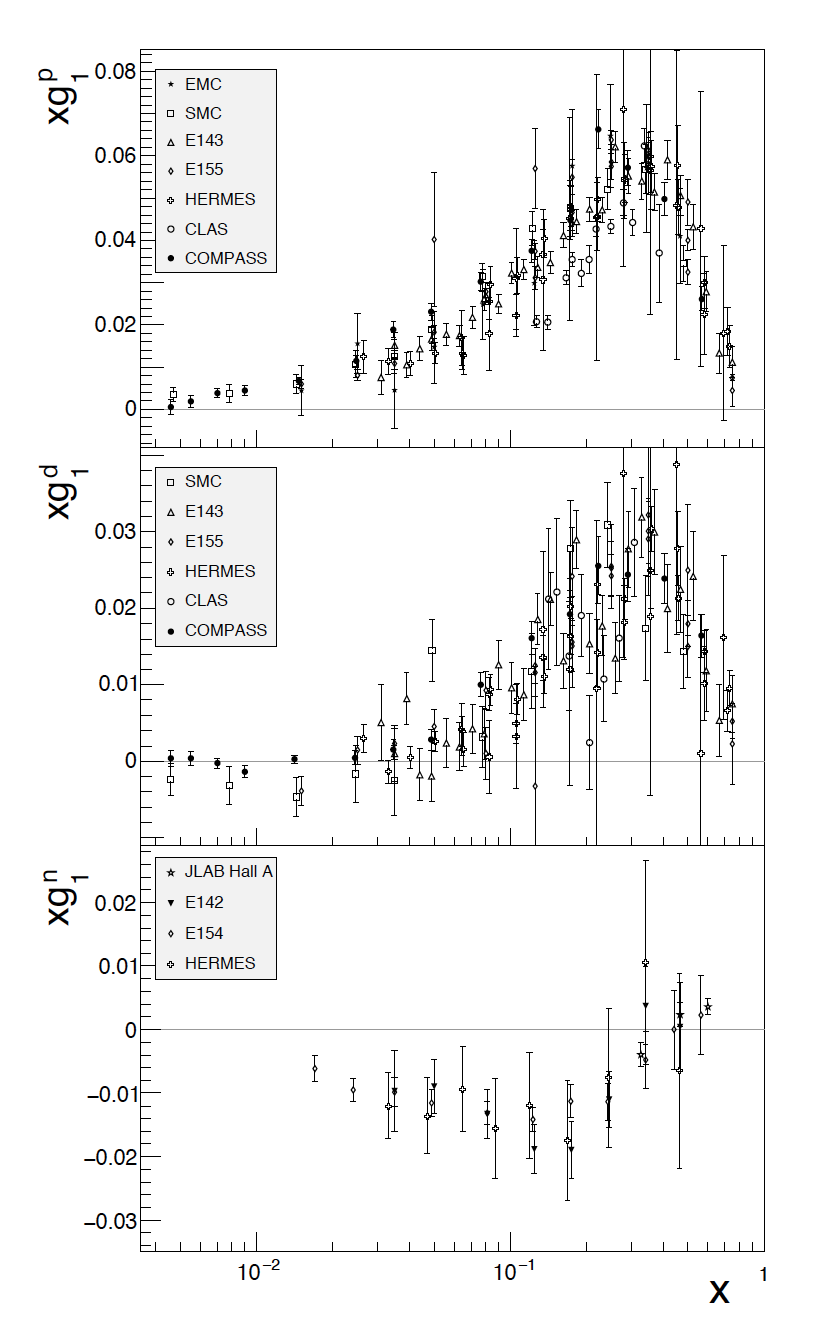 xg₁ᵖ
0.08
0.06
0.04
0.02
0
EMC
SMC
E143
E155
HERMES
CLAS
COMPASS
xg₁ᵈ
0.03
0.02
0.01
0
SMC
E143
E155
HERMES
CLAS
COMPASS
xg₁ⁿ
0.02
0.01
0
−0.01
−0.02
−0.03
JLAB Hall A
E142
E154
HERMES
10⁻² 10⁻¹ 1
x